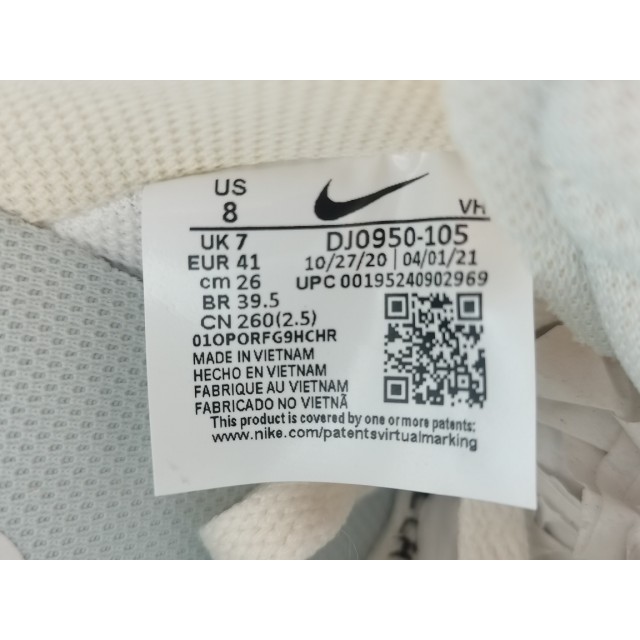 US
8
VH
UK 7
DJ0950-105
EUR 41
10/27/20 | 04/01/21
cm 26
UPC 00195240902969
BR 39.5
CN 260(2.5)
01OPORFG9HCHR
MADE IN VIETNAM
HECHO EN VIETNAM
FABRIQUE AU VIETNAM
FABRICADO NO VIETNÃ
This product is covered by one or more patents:
www.nike.com/patentsvirtualmarking